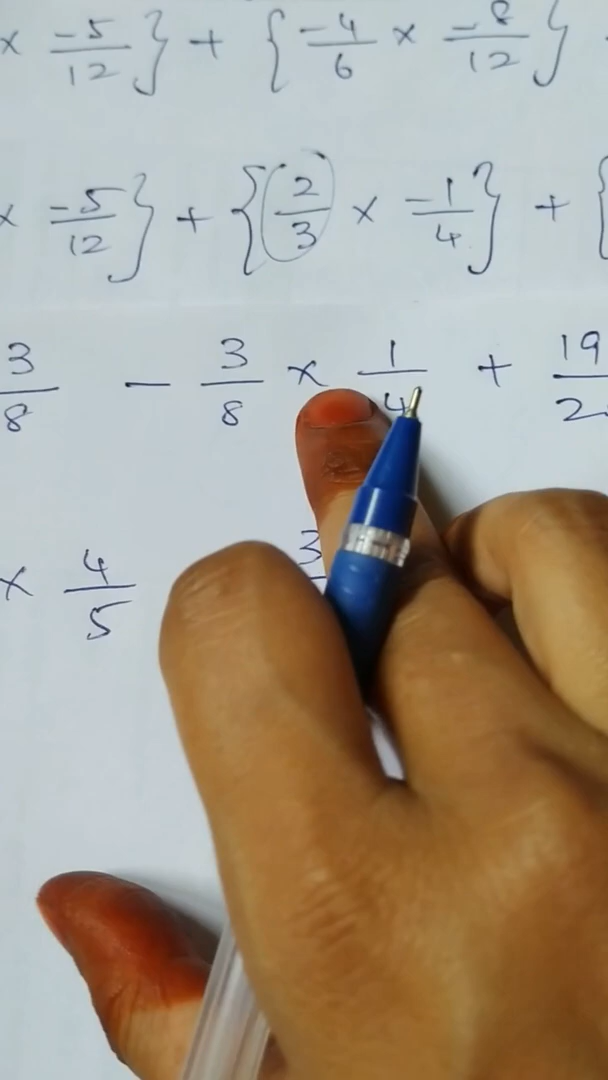 × -5/12 } + { -4/6 × -8/12 }
× -5/12 } + { (2/3) × -1/4 } + {
3/8 - 3/8 × 1/4 + 19/2
× 4/5 3